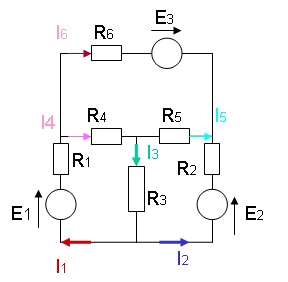 I6 R6 E3
I4 R4 R5 I5
R1 I3 R2
R3
E1 E2
I1 I2